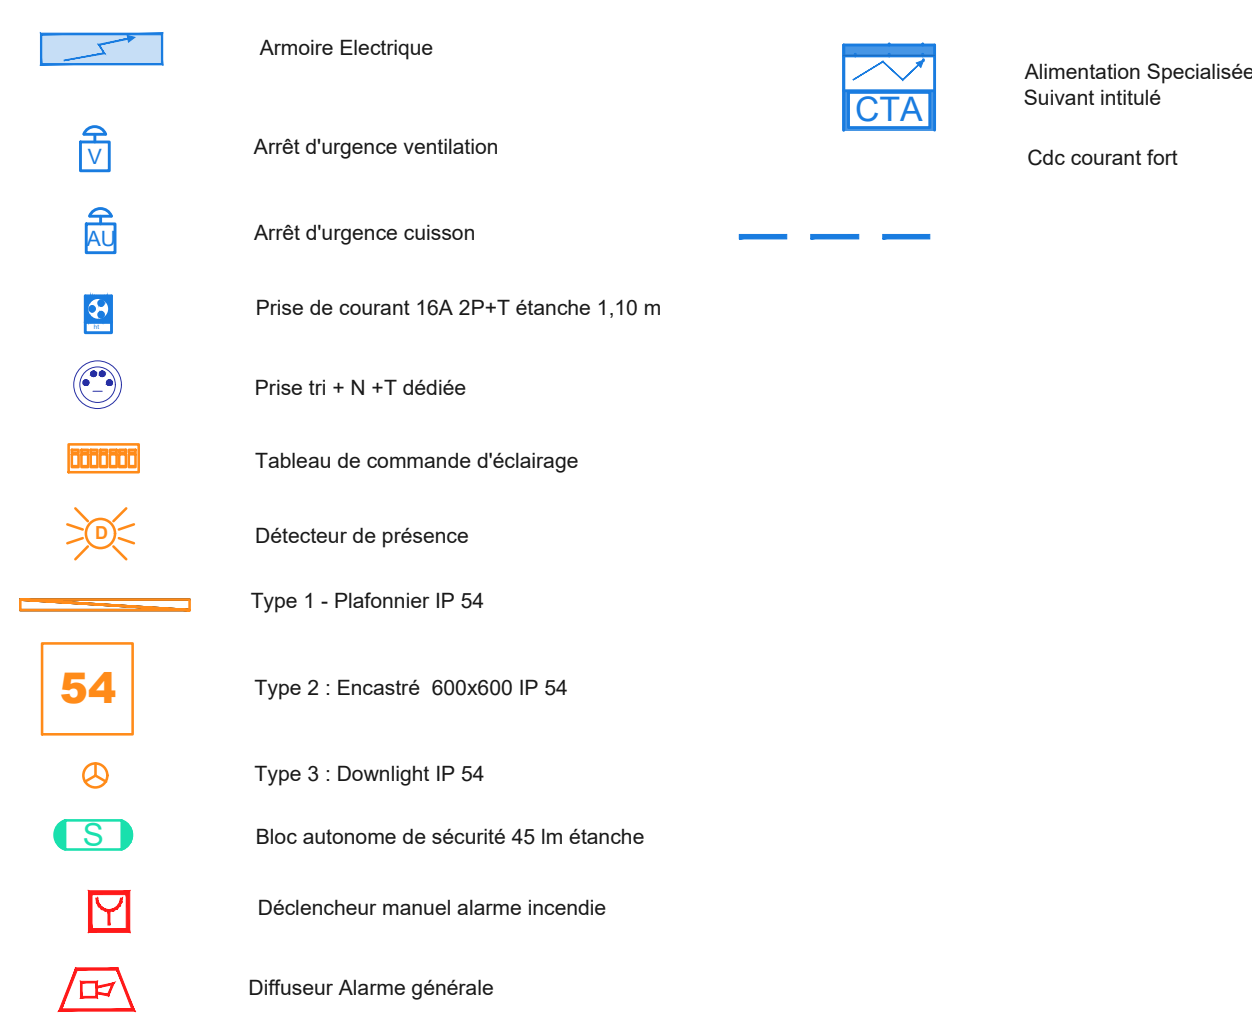 Armoire Electrique
V
Arrêt d'urgence ventilation
AU
Arrêt d'urgence cuisson
Prise de courant 16A 2P+T étanche 1,10 m
Prise tri + N +T dédiée
Tableau de commande d'éclairage
D
Détecteur de présence
Type 1 - Plafonnier IP 54
54
Type 2 : Encastré  600x600 IP 54
Type 3 : Downlight IP 54
S
Bloc autonome de sécurité 45 lm étanche
Déclencheur manuel alarme incendie
Diffuseur Alarme générale
CTA
Alimentation Specialisée
Suivant intitulé
Cdc courant fort